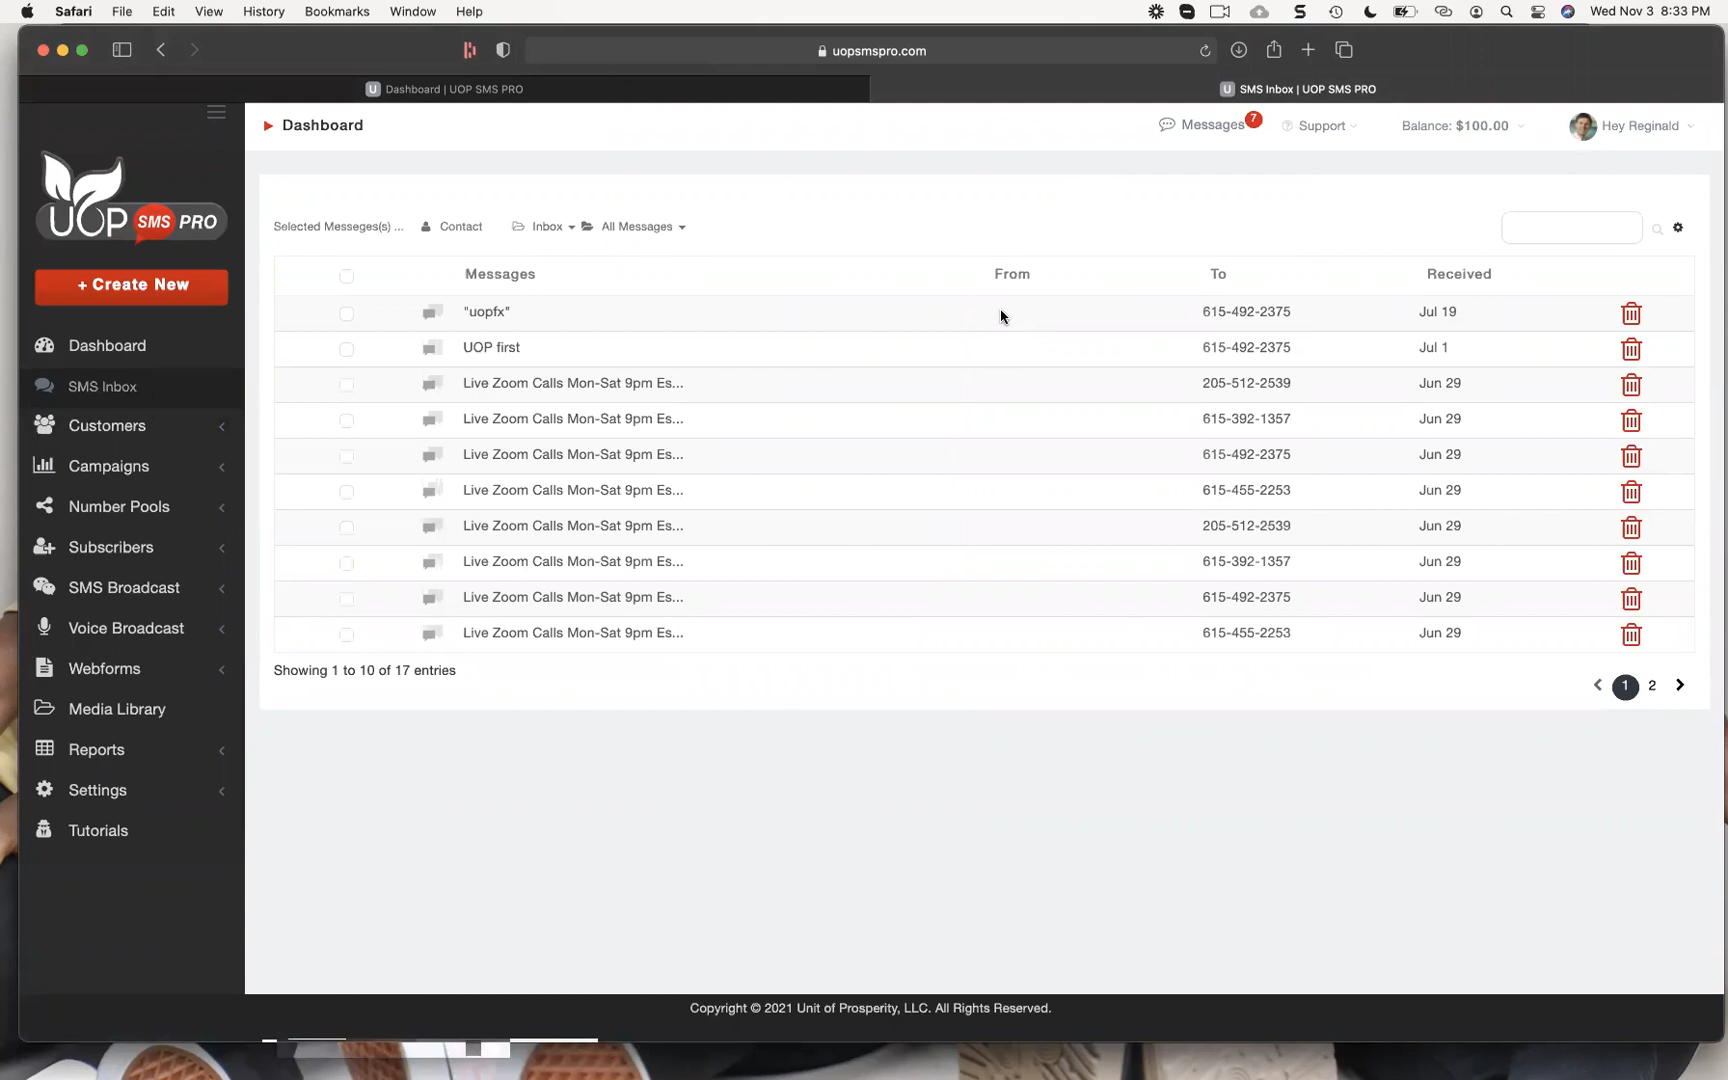 Safari File Edit View History Bookmarks Window Help Wed Nov 3 8:33 PM
uopsmspro.com
Dashboard | UOP SMS PRO
SMS Inbox | UOP SMS PRO
UOP SMS PRO
+ Create New
Dashboard
SMS Inbox
Customers
Campaigns
Number Pools
Subscribers
SMS Broadcast
Voice Broadcast
Webforms
Media Library
Reports
Settings
Tutorials
Dashboard Messages 7 Support Balance: $100.00 Hey Reginald
Selected Messeges(s) ... Contact Inbox All Messages
Messages From To Received
"uopfx" 615-492-2375 Jul 19
UOP first 615-492-2375 Jul 1
Live Zoom Calls Mon-Sat 9pm Es... 205-512-2539 Jun 29
Live Zoom Calls Mon-Sat 9pm Es... 615-392-1357 Jun 29
Live Zoom Calls Mon-Sat 9pm Es... 615-492-2375 Jun 29
Live Zoom Calls Mon-Sat 9pm Es... 615-455-2253 Jun 29
Live Zoom Calls Mon-Sat 9pm Es... 205-512-2539 Jun 29
Live Zoom Calls Mon-Sat 9pm Es... 615-392-1357 Jun 29
Live Zoom Calls Mon-Sat 9pm Es... 615-492-2375 Jun 29
Live Zoom Calls Mon-Sat 9pm Es... 615-455-2253 Jun 29
Showing 1 to 10 of 17 entries
1 2
Copyright © 2021 Unit of Prosperity, LLC. All Rights Reserved.